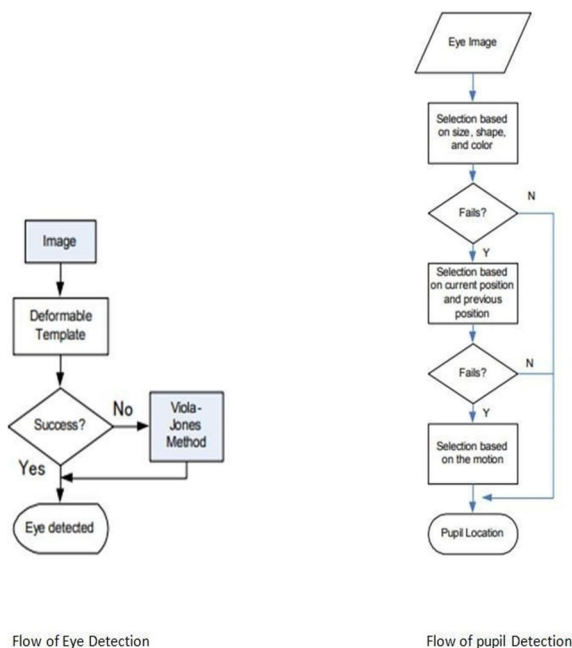 Image
Deformable
Template
Success?
No
Viola-
Jones
Method
Yes
Eye detected
Flow of Eye Detection
Eye Image
Selection based
on size, shape,
and color
N
Fails?
Y
Selection based
on current position
and previous
position
N
Fails?
Y
Selection based
on the motion
Pupil Location
Flow of pupil Detection